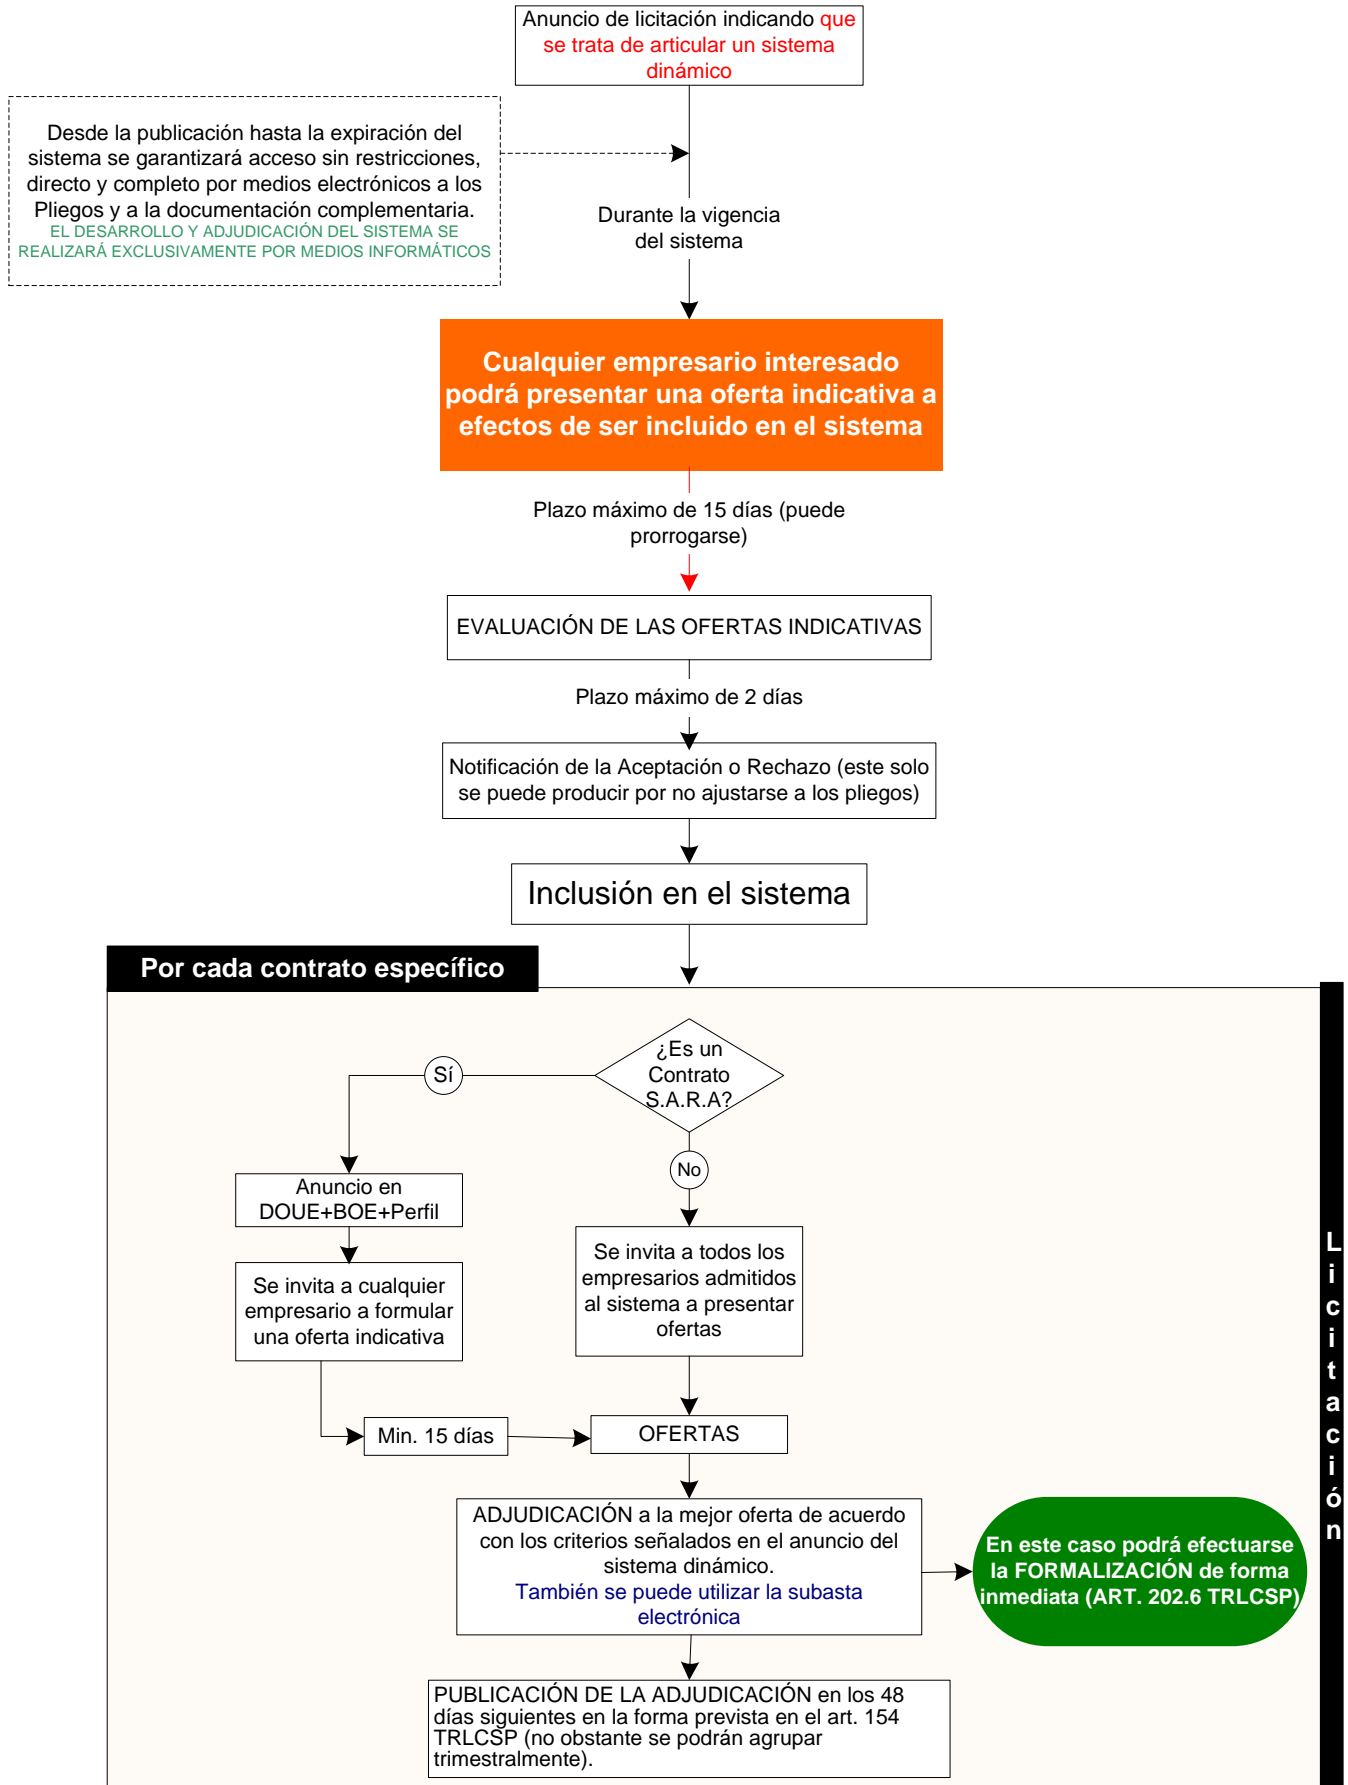 Anuncio de licitación indicando que
se trata de articular un sistema
dinámico
Desde la publicación hasta la expiración del
sistema se garantizará acceso sin restricciones,
directo y completo por medios electrónicos a los
Pliegos y a la documentación complementaria.
EL DESARROLLO Y ADJUDICACIÓN DEL SISTEMA SE
REALIZARÁ EXCLUSIVAMENTE POR MEDIOS INFORMÁTICOS
Durante la vigencia
del sistema
Cualquier empresario interesado
podrá presentar una oferta indicativa a
efectos de ser incluido en el sistema
Plazo máximo de 15 días (puede
prorrogarse)
EVALUACIÓN DE LAS OFERTAS INDICATIVAS
Plazo máximo de 2 días
Notificación de la Aceptación o Rechazo (este solo
se puede producir por no ajustarse a los pliegos)
Inclusión en el sistema
Por cada contrato específico
¿Es un
Contrato
S.A.R.A?
Sí
No
Anuncio en
DOUE+BOE+Perfil
Se invita a cualquier
empresario a formular
una oferta indicativa
Se invita a todos los
empresarios admitidos
al sistema a presentar
ofertas
Min. 15 días
OFERTAS
ADJUDICACIÓN a la mejor oferta de acuerdo
con los criterios señalados en el anuncio del
sistema dinámico.
También se puede utilizar la subasta
electrónica
En este caso podrá efectuarse
la FORMALIZACIÓN de forma
inmediata (ART. 202.6 TRLCSP)
PUBLICACIÓN DE LA ADJUDICACIÓN en los 48
días siguientes en la forma prevista en el art. 154
TRLCSP (no obstante se podrán agrupar
trimestralmente).
Licitación